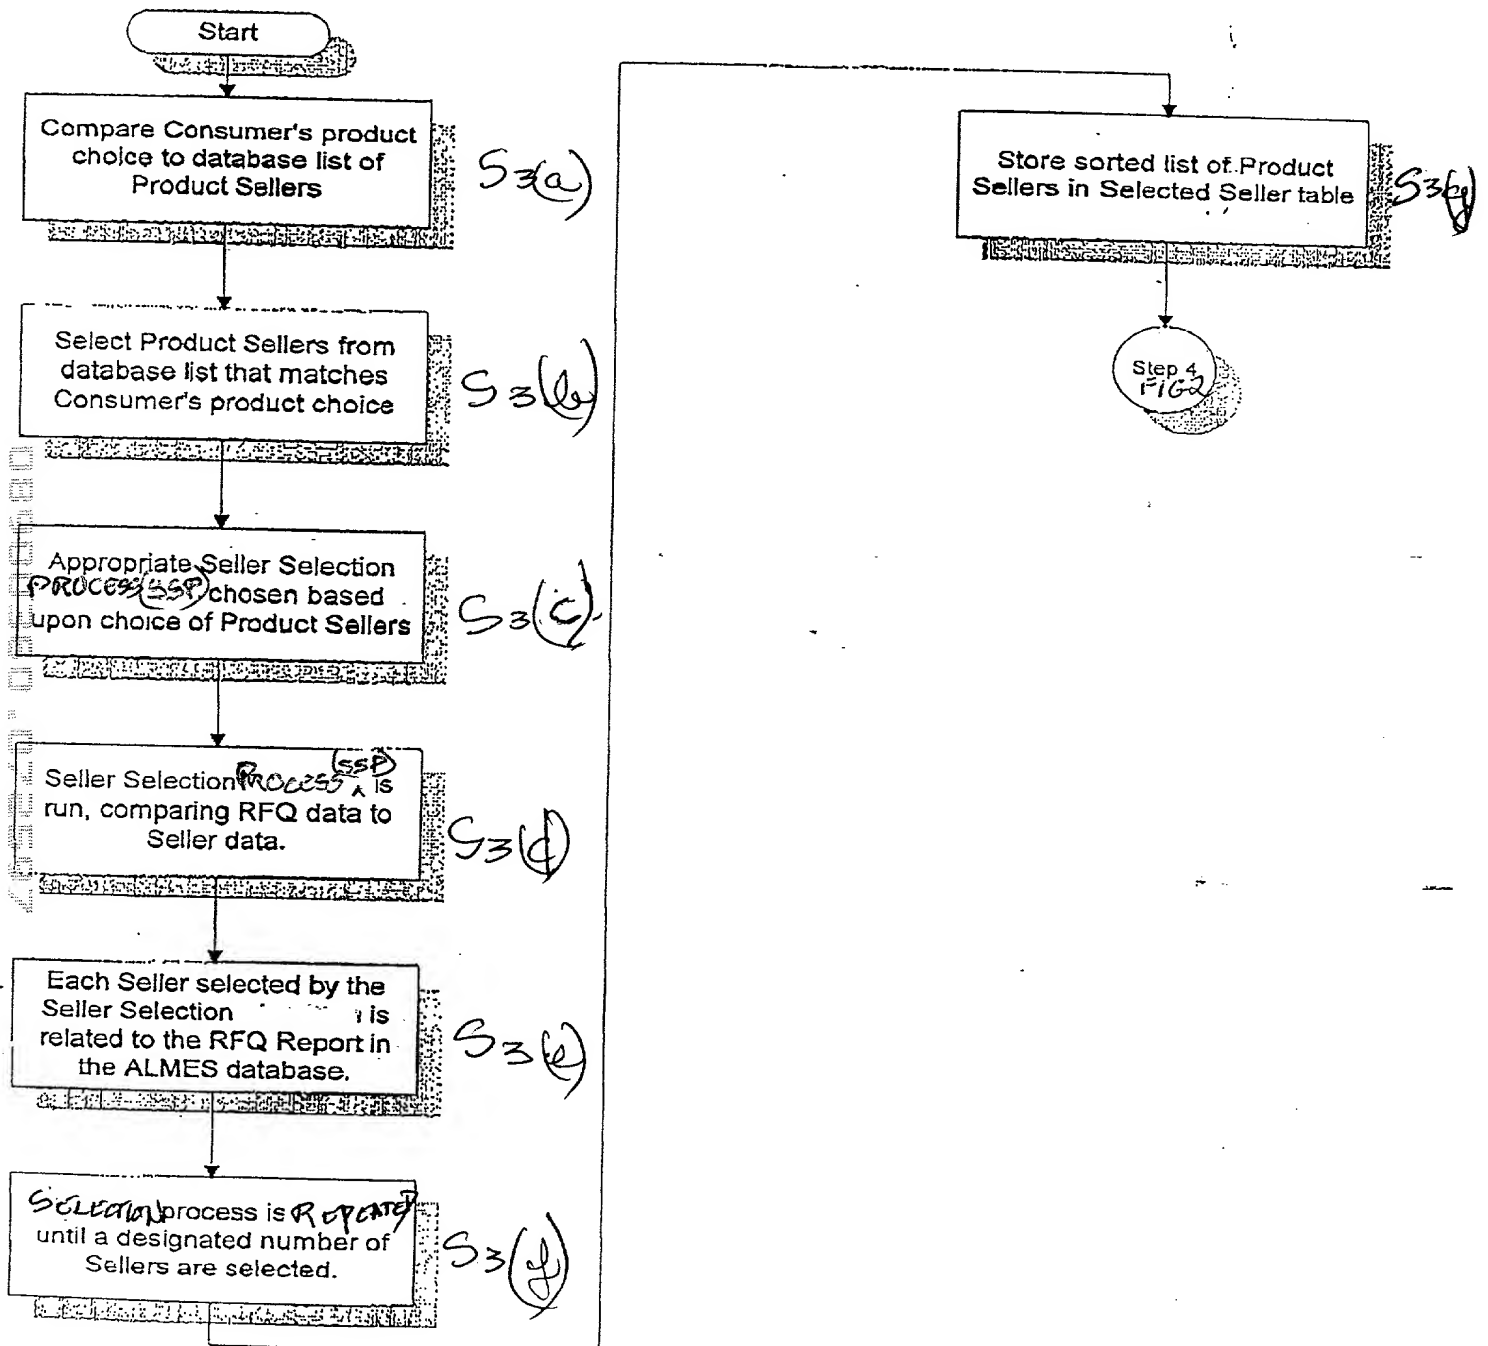 Start
Compare Consumer's product
choice to database list of
Product Sellers
S3(a)
Select Product Sellers from
database list that matches
Consumer's product choice
S3(b)
Appropriate Seller Selection
PROCESS (SSP) chosen based
upon choice of Product Sellers
S3(c)
(SSP)
Seller Selection PROCESS ^ is
run, comparing RFQ data to
Seller data.
S3(d)
Each Seller selected by the
Seller Selection is
related to the RFQ Report in
the ALMES database.
S3(e)
SELECTION process is REPEATED
until a designated number of
Sellers are selected.
S3(f)
Store sorted list of Product
Sellers in Selected Seller table
S3(g)
Step 4
FIG 2